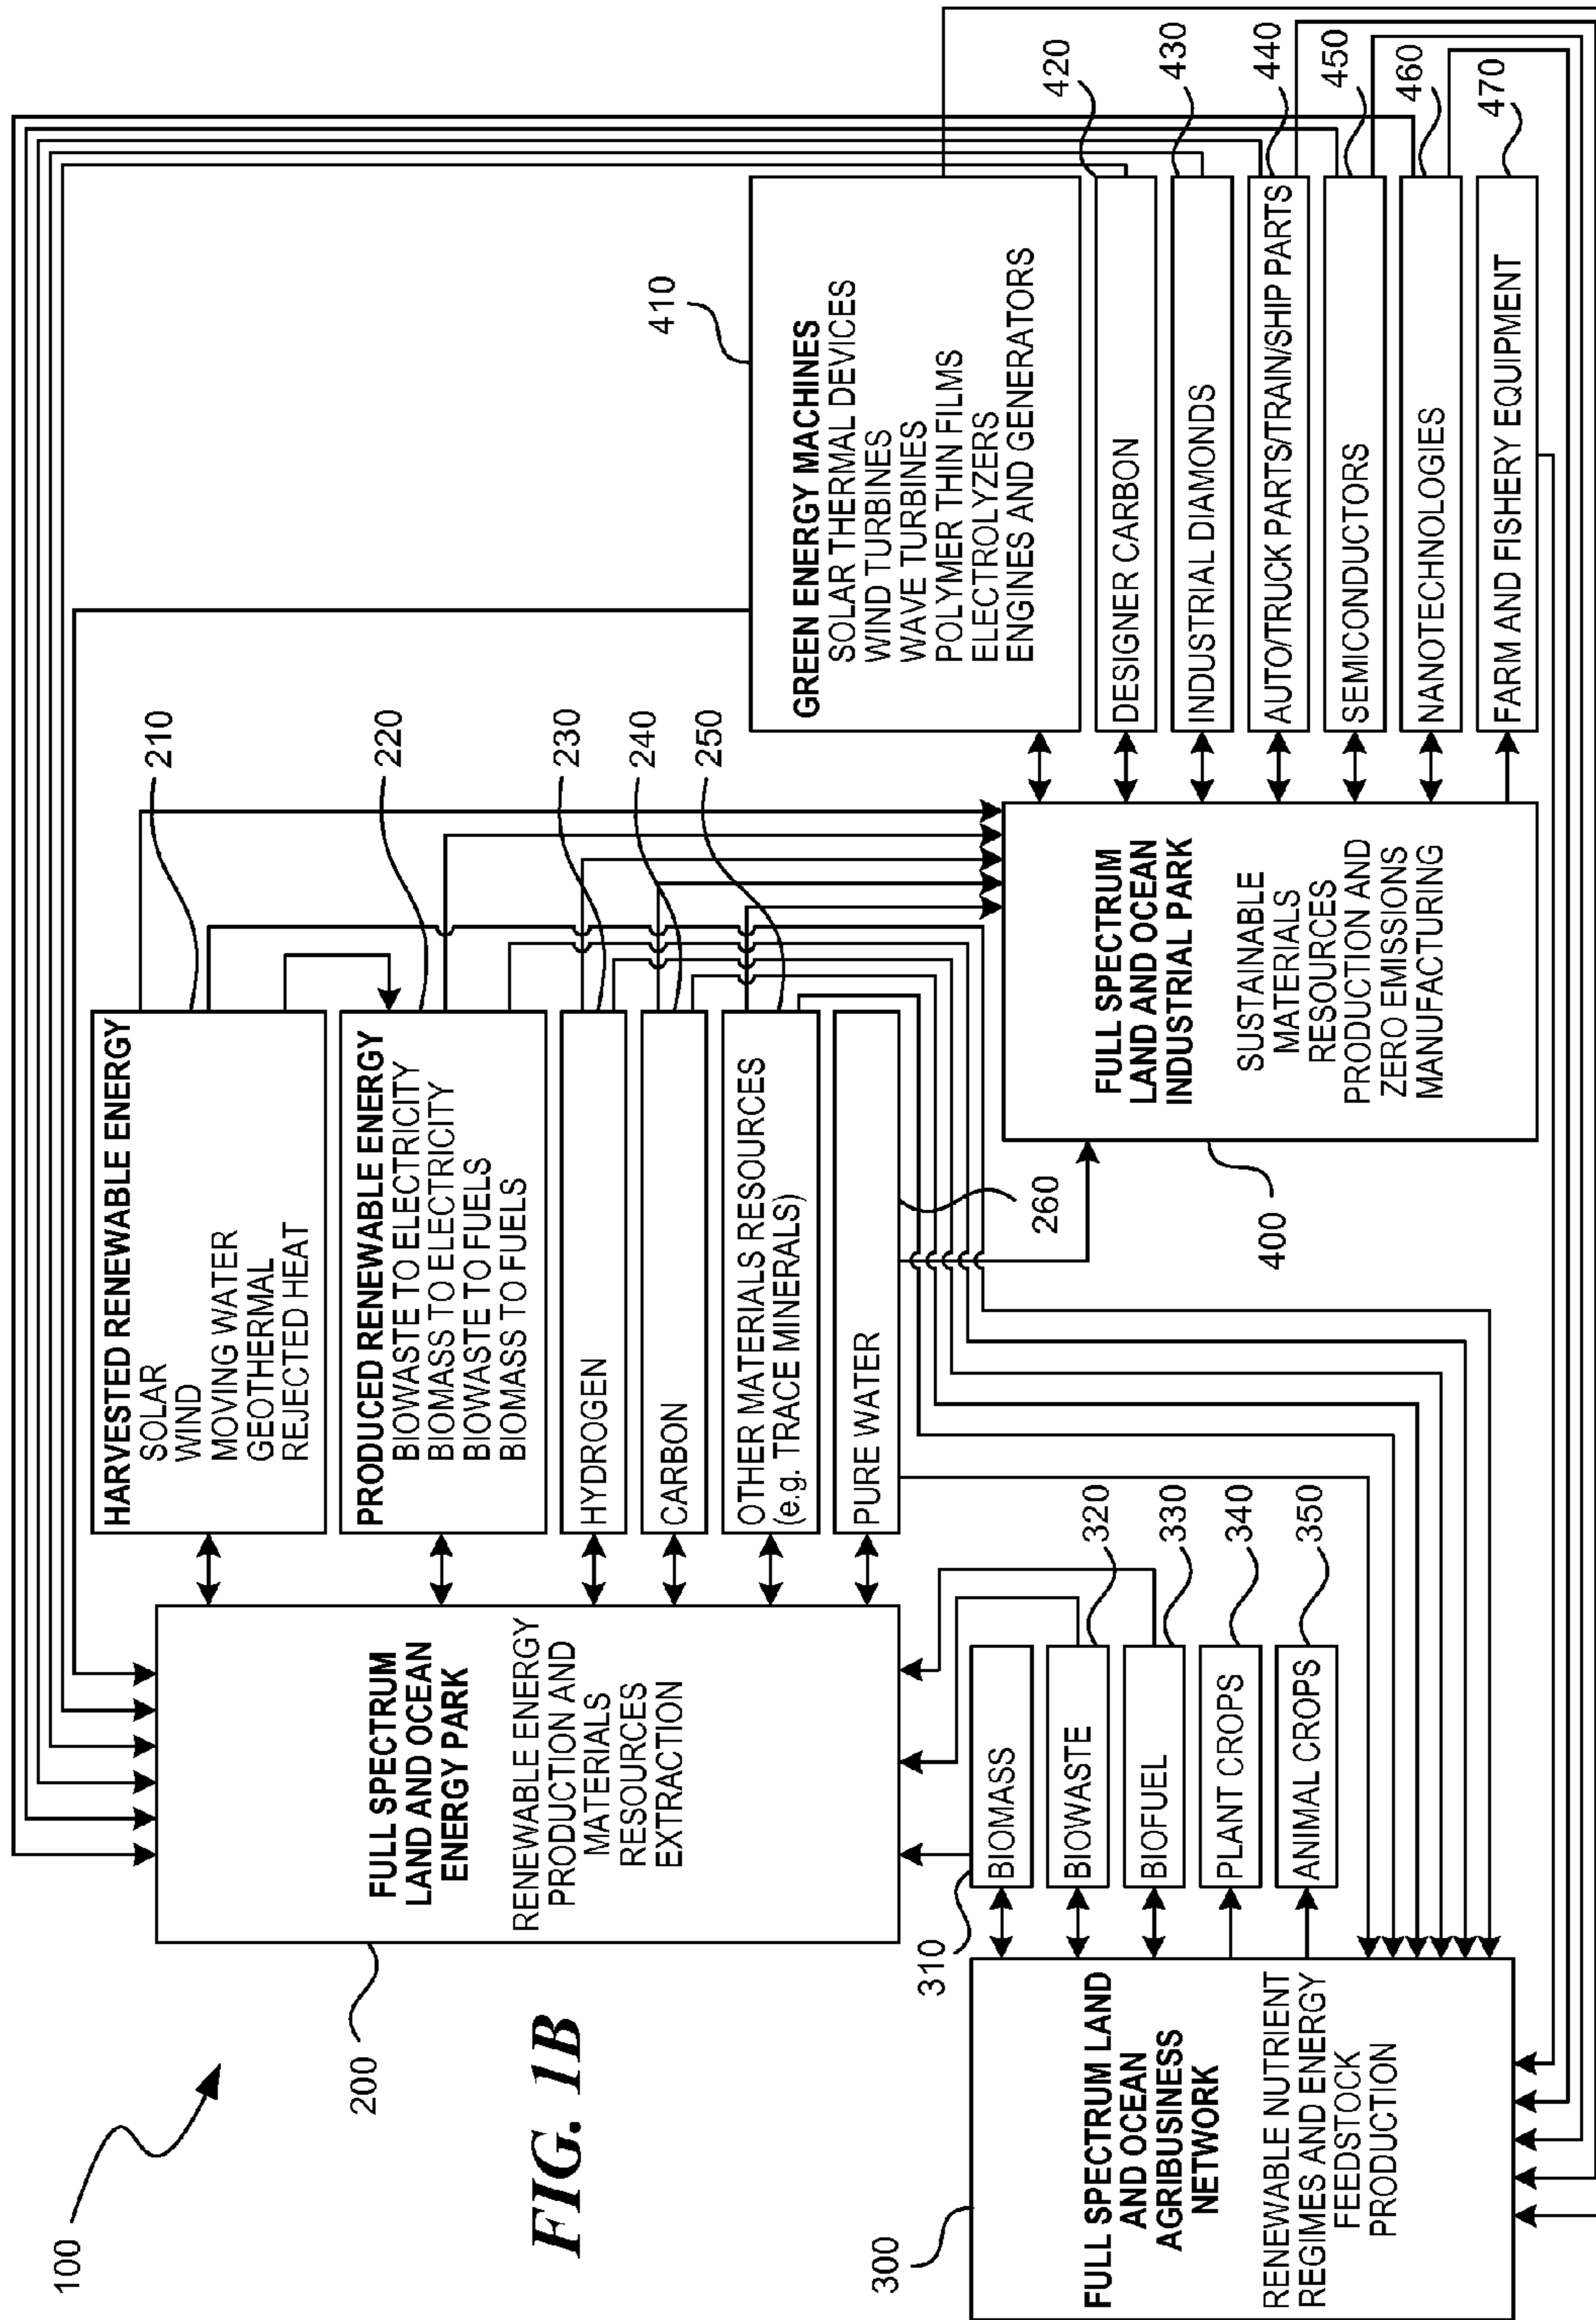 100
FIG. 1B
200
FULL SPECTRUM
LAND AND OCEAN
ENERGY PARK
RENEWABLE ENERGY
PRODUCTION AND
MATERIALS
RESOURCES
EXTRACTION
HARVESTED RENEWABLE ENERGY
SOLAR
WIND
MOVING WATER
GEOTHERMAL
REJECTED HEAT
210
PRODUCED RENEWABLE ENERGY
BIOWASTE TO ELECTRICITY
BIOMASS TO ELECTRICITY
BIOWASTE TO FUELS
BIOMASS TO FUELS
220
HYDROGEN
230
CARBON
240
OTHER MATERIALS RESOURCES
(e.g. TRACE MINERALS)
250
PURE WATER
260
300
FULL SPECTRUM LAND
AND OCEAN
AGRIBUSINESS
NETWORK
RENEWABLE NUTRIENT
REGIMES AND ENERGY
FEEDSTOCK
PRODUCTION
310
BIOMASS
BIOWASTE
320
BIOFUEL
330
PLANT CROPS
340
ANIMAL CROPS
350
400
FULL SPECTRUM
LAND AND OCEAN
INDUSTRIAL PARK
SUSTAINABLE
MATERIALS
RESOURCES
PRODUCTION AND
ZERO EMISSIONS
MANUFACTURING
410
GREEN ENERGY MACHINES
SOLAR THERMAL DEVICES
WIND TURBINES
WAVE TURBINES
POLYMER THIN FILMS
ELECTROLYZERS
ENGINES AND GENERATORS
DESIGNER CARBON
420
INDUSTRIAL DIAMONDS
430
AUTO/TRUCK PARTS/TRAIN/SHIP PARTS
440
SEMICONDUCTORS
450
NANOTECHNOLOGIES
460
FARM AND FISHERY EQUIPMENT
470